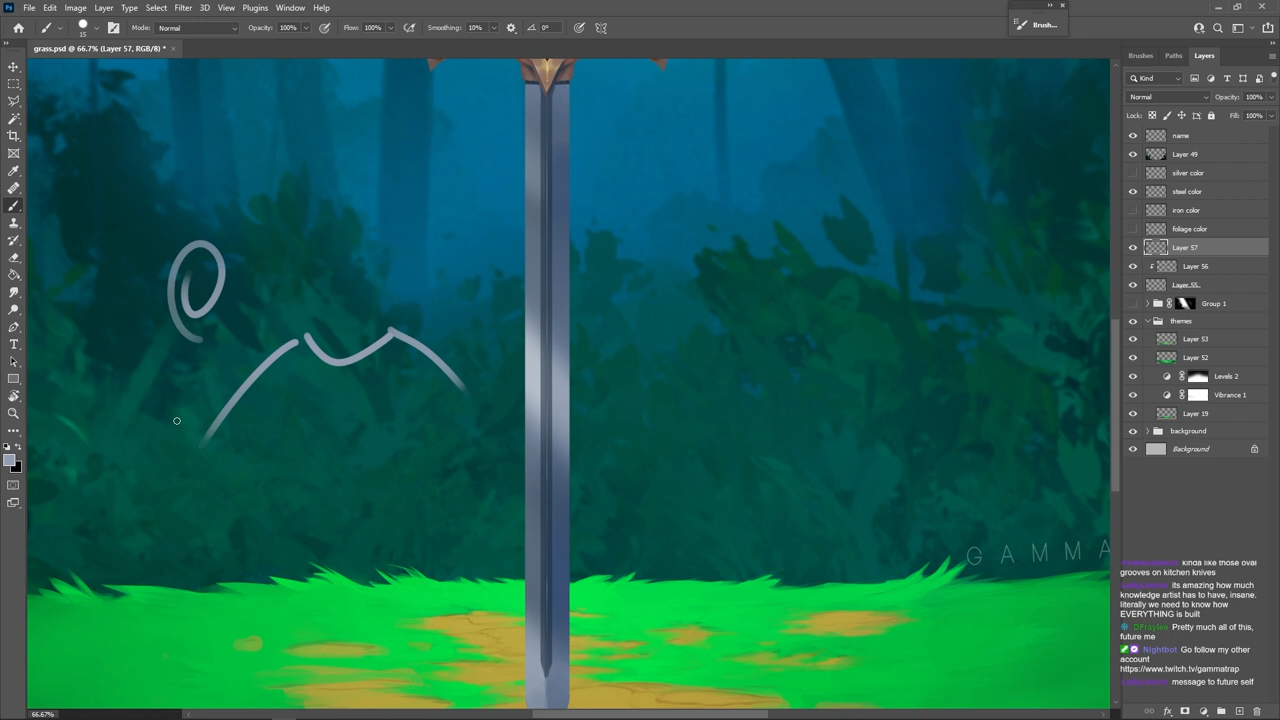 File Edit Image Layer Type Select Filter 3D View Plugins Window Help
Brush...
15 Mode: Normal Opacity: 100% Flow: 100% Smoothing: 10% 0°
grass.psd @ 66.7% (Layer 57, RGB/8) *
Brushes Paths Layers
Kind
Normal Opacity: 100%
Lock: Fill: 100%
name
Layer 49
silver color
steel color
iron color
foliage color
Layer 57
Layer 56
Layer 55
Group 1
themes
Layer 53
Layer 52
Levels 2
Vibrance 1
Layer 19
background
Background
GAMMA
kinda like those oval
grooves on kitchen knives
its amazing how much
knowledge artist has to have, insane.
literally we need to know how
EVERYTHING is built
DFraylea Pretty much all of this,
future me
Nightbot Go follow my other
account
https://www.twitch.tv/gammatrap
message to future self
66.67%